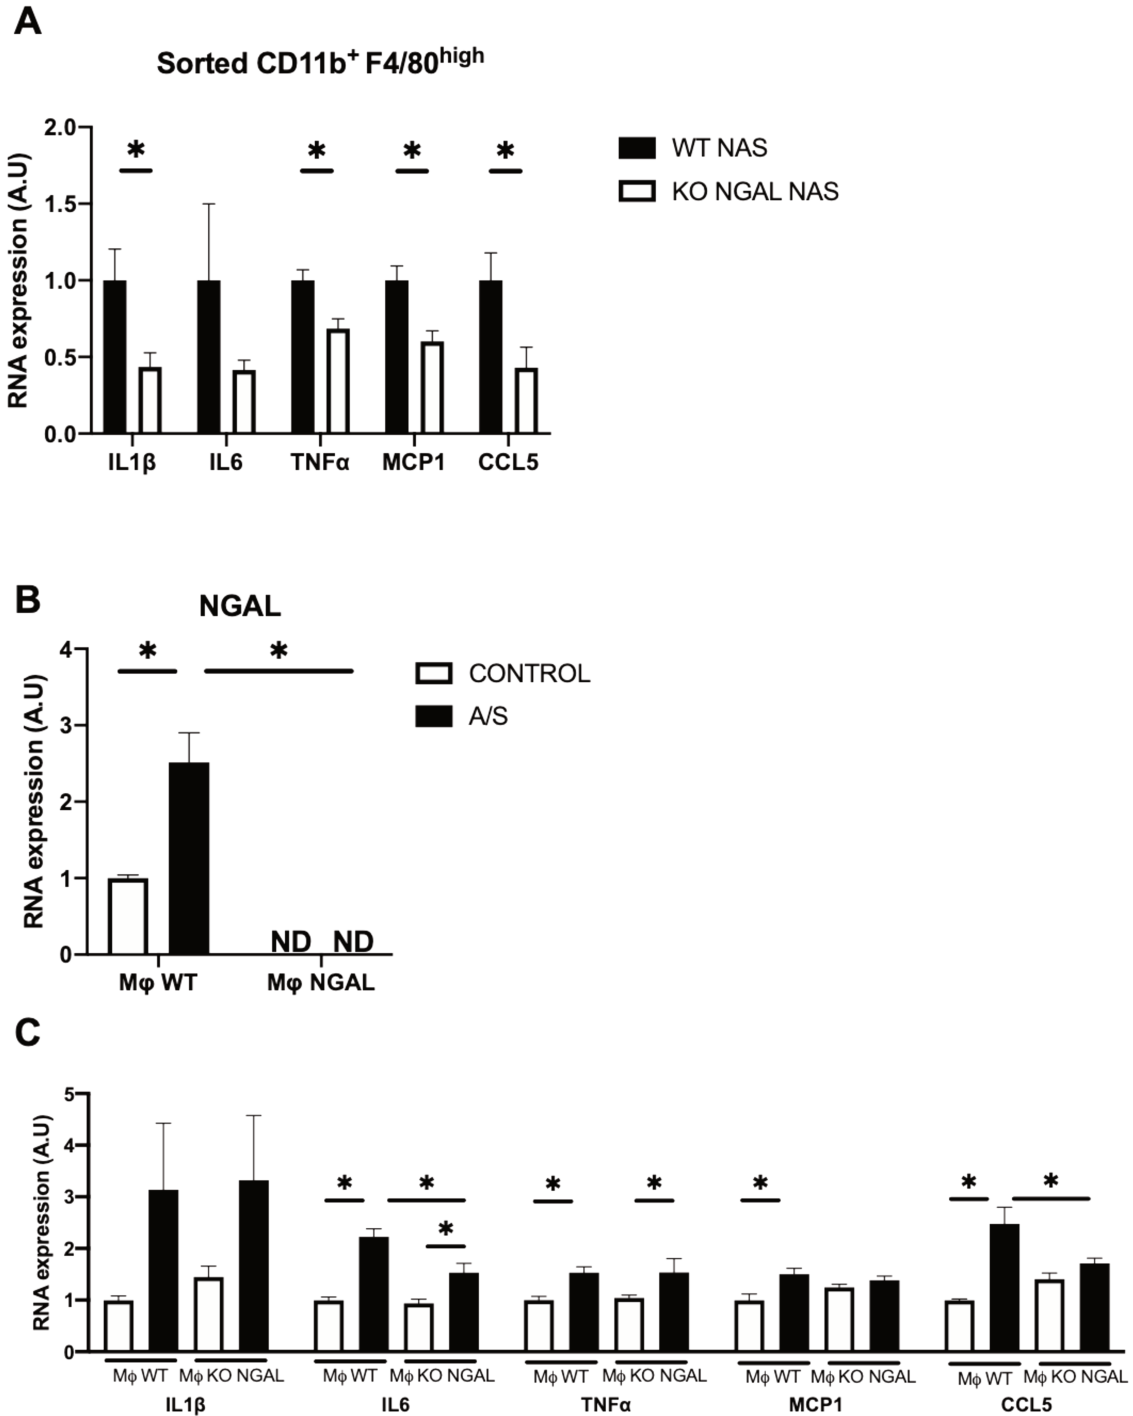 A
Sorted CD11b⁺ F4/80ʰⁱᵍʰ
RNA expression (A.U)
2.0
1.5
1.0
0.5
0.0
* * * *
IL1β IL6 TNFα MCP1 CCL5
WT NAS
KO NGAL NAS
B
NGAL
RNA expression (A.U)
4
3
2
1
0
* *
ND ND
Mφ WT Mφ NGAL
CONTROL
A/S
C
RNA expression (A.U)
5
4
3
2
1
0
* * * * * * * *
Mϕ WT Mϕ KO NGAL Mϕ WT Mϕ KO NGAL Mϕ WT Mϕ KO NGAL Mϕ WT Mϕ KO NGAL Mϕ WT Mϕ KO NGAL
IL1β IL6 TNFα MCP1 CCL5